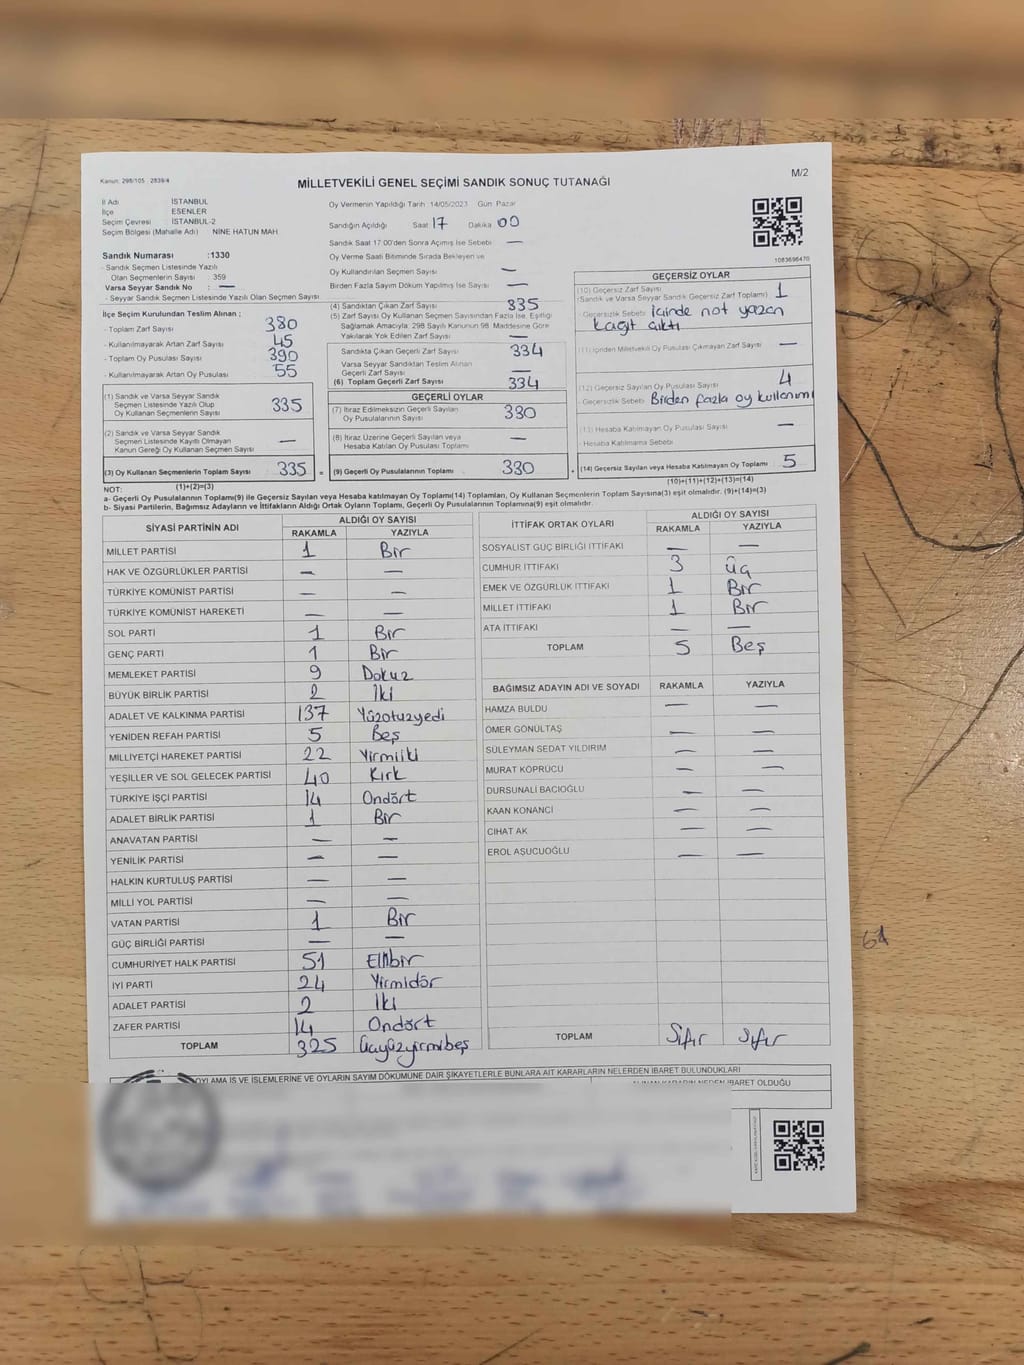 Kanun: 298/105 2839/4
MİLLETVEKİLİ GENEL SEÇİMİ SANDIK SONUÇ TUTANAĞI
M/2
İl Adı İSTANBUL
İlçe ESENLER
Seçim Çevresi İSTANBUL-2
Seçim Bölgesi (Mahalle Adı) NİNE HATUN MAH.
Sandık Numarası :1330
- Sandık Seçmen Listesinde Yazılı
Olan Seçmenlerin Sayısı : 359
Varsa Seyyar Sandık No : —
- Seyyar Sandık Seçmen Listesinde Yazılı Olan Seçmen Sayısı
İlçe Seçim Kurulundan Teslim Alınan ;
- Toplam Zarf Sayısı 380
- Kullanılmayarak Artan Zarf Sayısı 45
- Toplam Oy Pusulası Sayısı 390
- Kullanılmayarak Artan Oy Pusulası 55
(1) Sandık ve Varsa Seyyar Sandık
Seçmen Listesinde Yazılı Olup
Oy Kullanan Seçmenlerin Sayısı 335
(2) Sandık ve Varsa Seyyar Sandık
Seçmen Listesinde Kayıtlı Olmayan
Kanun Gereği Oy Kullanan Seçmenlerin Sayısı —
(3) Oy Kullanan Seçmenlerin Toplam Sayısı 335 =
(1)+(2)=(3)
Oy Vermenin Yapıldığı Tarih 14/05/2023 Gün Pazar
Sandığın Açıldığı Saat 17 Dakika 00
Sandık Saat 17:00'den Sonra Açılmış İse Sebebi —
Oy Verme Saati Bitiminde Sırada Bekleyen ve
Oy Kullandırılan Seçmen Sayısı —
Birden Fazla Sayım Döküm Yapılmış İse Sayısı —
(4) Sandıktan Çıkan Zarf Sayısı 335
(5) Zarf Sayısı Oy Kullanan Seçmen Sayısından Fazla İse, Eşitliği
Sağlamak Amacıyla; 298 Sayılı Kanunun 98. Maddesine Göre
Yakılarak Yok Edilen Zarf Sayısı —
Sandıkta Çıkan Geçerli Zarf Sayısı 334
Varsa Seyyar Sandıktan Teslim Alınan
Geçerli Zarf Sayısı —
(6) Toplam Geçerli Zarf Sayısı 334
GEÇERLİ OYLAR
(7) İtiraz Edilmeksizin Geçerli Sayılan
Oy Pusulalarının Sayısı 330
(8) İtiraz Üzerine Geçerli Sayılan veya
Hesaba Katılan Oy Pusulası Toplamı —
(9) Geçerli Oy Pusulalarının Toplamı 330 +
1083696470
GEÇERSİZ OYLAR
(10) Geçersiz Zarf Sayısı
(Sandık ve Varsa Seyyar Sandık Geçersiz Zarf Toplamı) 1
- Geçersizlik Sebebi İçinde not yazan
kağıt çıktı
(11) İçinden Milletvekili Oy Pusulası Çıkmayan Zarf Sayısı —
(12) Geçersiz Sayılan Oy Pusulası Sayısı 4
- Geçersizlik Sebebi Birden fazla oy kullanımı
(13) Hesaba Katılmayan Oy Pusulası Sayısı —
- Hesaba Katılmama Sebebi
(14) Geçersiz Sayılan veya Hesaba Katılmayan Oy Toplamı 5
(10)+(11)+(12)+(13)=(14)
NOT:
a- Geçerli Oy Pusulalarının Toplamı(9) ile Geçersiz Sayılan veya Hesaba katılmayan Oy Toplamı(14) Toplamları, Oy Kullanan Seçmenlerin Toplam Sayısına(3) eşit olmalıdır. (9)+(14)=(3)
b- Siyasi Partilerin, Bağımsız Adayların ve İttifakların Aldığı Ortak Oyların Toplamı, Geçerli Oy Pusulalarının Toplamına(9) eşit olmalıdır.
SİYASİ PARTİNİN ADI ALDIĞI OY SAYISI
RAKAMLA YAZIYLA
MİLLET PARTİSİ 1 Bir
HAK VE ÖZGÜRLÜKLER PARTİSİ — —
TÜRKİYE KOMÜNİST PARTİSİ — —
TÜRKİYE KOMÜNİST HAREKETİ — —
SOL PARTİ 1 Bir
GENÇ PARTİ 1 Bir
MEMLEKET PARTİSİ 9 Dokuz
BÜYÜK BİRLİK PARTİSİ 2 İki
ADALET VE KALKINMA PARTİSİ 137 Yüzotuzyedi
YENİDEN REFAH PARTİSİ 5 Beş
MİLLİYETÇİ HAREKET PARTİSİ 22 Yirmiiki
YEŞİLLER VE SOL GELECEK PARTİSİ 40 Kırk
TÜRKİYE İŞÇİ PARTİSİ 14 Ondört
ADALET BİRLİK PARTİSİ 1 Bir
ANAVATAN PARTİSİ — —
YENİLİK PARTİSİ — —
HALKIN KURTULUŞ PARTİSİ — —
MİLLİ YOL PARTİSİ — —
VATAN PARTİSİ 1 Bir
GÜÇ BİRLİĞİ PARTİSİ — —
CUMHURİYET HALK PARTİSİ 51 Ellibir
İYİ PARTİ 24 Yirmidör
ADALET PARTİSİ 2 İki
ZAFER PARTİSİ 14 Ondört
TOPLAM 325 Üçyüzyirmibeş
İTTİFAK ORTAK OYLARI ALDIĞI OY SAYISI
RAKAMLA YAZIYLA
SOSYALİST GÜÇ BİRLİĞİ İTTİFAKI — —
CUMHUR İTTİFAKI 3 Üç
EMEK VE ÖZGÜRLÜK İTTİFAKI 1 Bir
MİLLET İTTİFAKI 1 Bir
ATA İTTİFAKI — —
TOPLAM 5 Beş
BAĞIMSIZ ADAYIN ADI VE SOYADI RAKAMLA YAZIYLA
HAMZA BULDU — —
ÖMER GÖNÜLTAŞ — —
SÜLEYMAN SEDAT YILDIRIM — —
MURAT KÖPRÜCÜ — —
DURSUNALİ BACIOĞLU — —
KAAN KONANCİ — —
CİHAT AK — —
EROL AŞUCUOĞLU — —
TOPLAM Sıfır Sıfır
OYLAMA İŞ VE İŞLEMLERİNE VE OYLARIN SAYIM DÖKÜMÜNE DAİR ŞİKAYETLERLE BUNLARA AİT KARARLARIN NELERDEN İBARET BULUNDUKLARI
ALINAN KARARIN NEDEN İBARET OLDUĞU